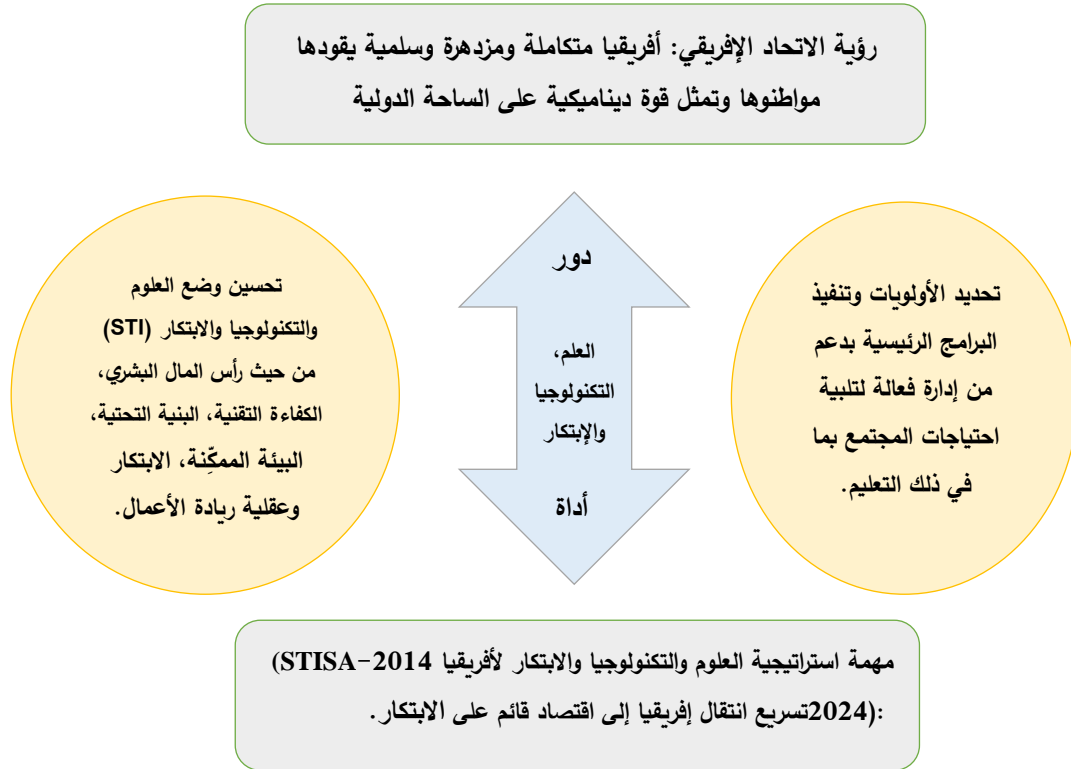 رؤية الاتحاد الإفريقي: أفريقيا متكاملة ومزدهرة وسلمية يقودها
مواطنوها وتمثل قوة ديناميكية على الساحة الدولية
تحديد الأولويات وتنفيذ
البرامج الرئيسية بدعم
من إدارة فعالة لتلبية
احتياجات المجتمع بما
في ذلك التعليم.
دور
العلم،
التكنولوجيا
والإبتكار
أداة
تحسين وضع العلوم
والتكنولوجيا والابتكار (STI)
من حيث رأس المال البشري،
الكفاءة التقنية، البنية التحتية،
البيئة الممكِّنة، الابتكار
وعقلية ريادة الأعمال.
مهمة استراتيجية العلوم والتكنولوجيا والابتكار لأفريقيا STISA-2014)
:(2024تسريع انتقال إفريقيا إلى اقتصاد قائم على الابتكار.